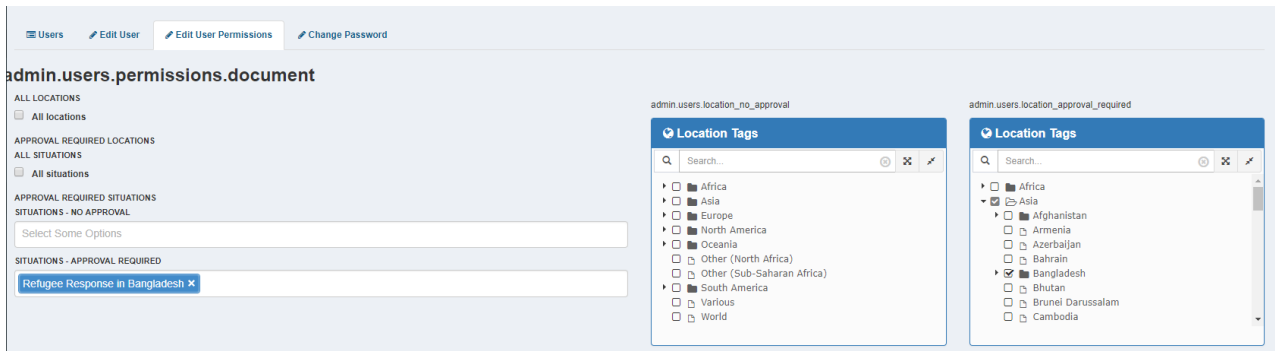 Users
Edit User
Edit User Permissions
Change Password
admin.users.permissions.document
ALL LOCATIONS
All locations
APPROVAL REQUIRED LOCATIONS
ALL SITUATIONS
All situations
APPROVAL REQUIRED SITUATIONS
SITUATIONS - NO APPROVAL
Select Some Options
SITUATIONS - APPROVAL REQUIRED
Refugee Response in Bangladesh ×
admin.users.location_no_approval
Location Tags
Search...
Africa
Asia
Europe
North America
Oceania
Other (North Africa)
Other (Sub-Saharan Africa)
South America
Various
World
admin.users.location_approval_required
Location Tags
Search...
Africa
Asia
Afghanistan
Armenia
Azerbaijan
Bahrain
Bangladesh
Bhutan
Brunei Darussalam
Cambodia